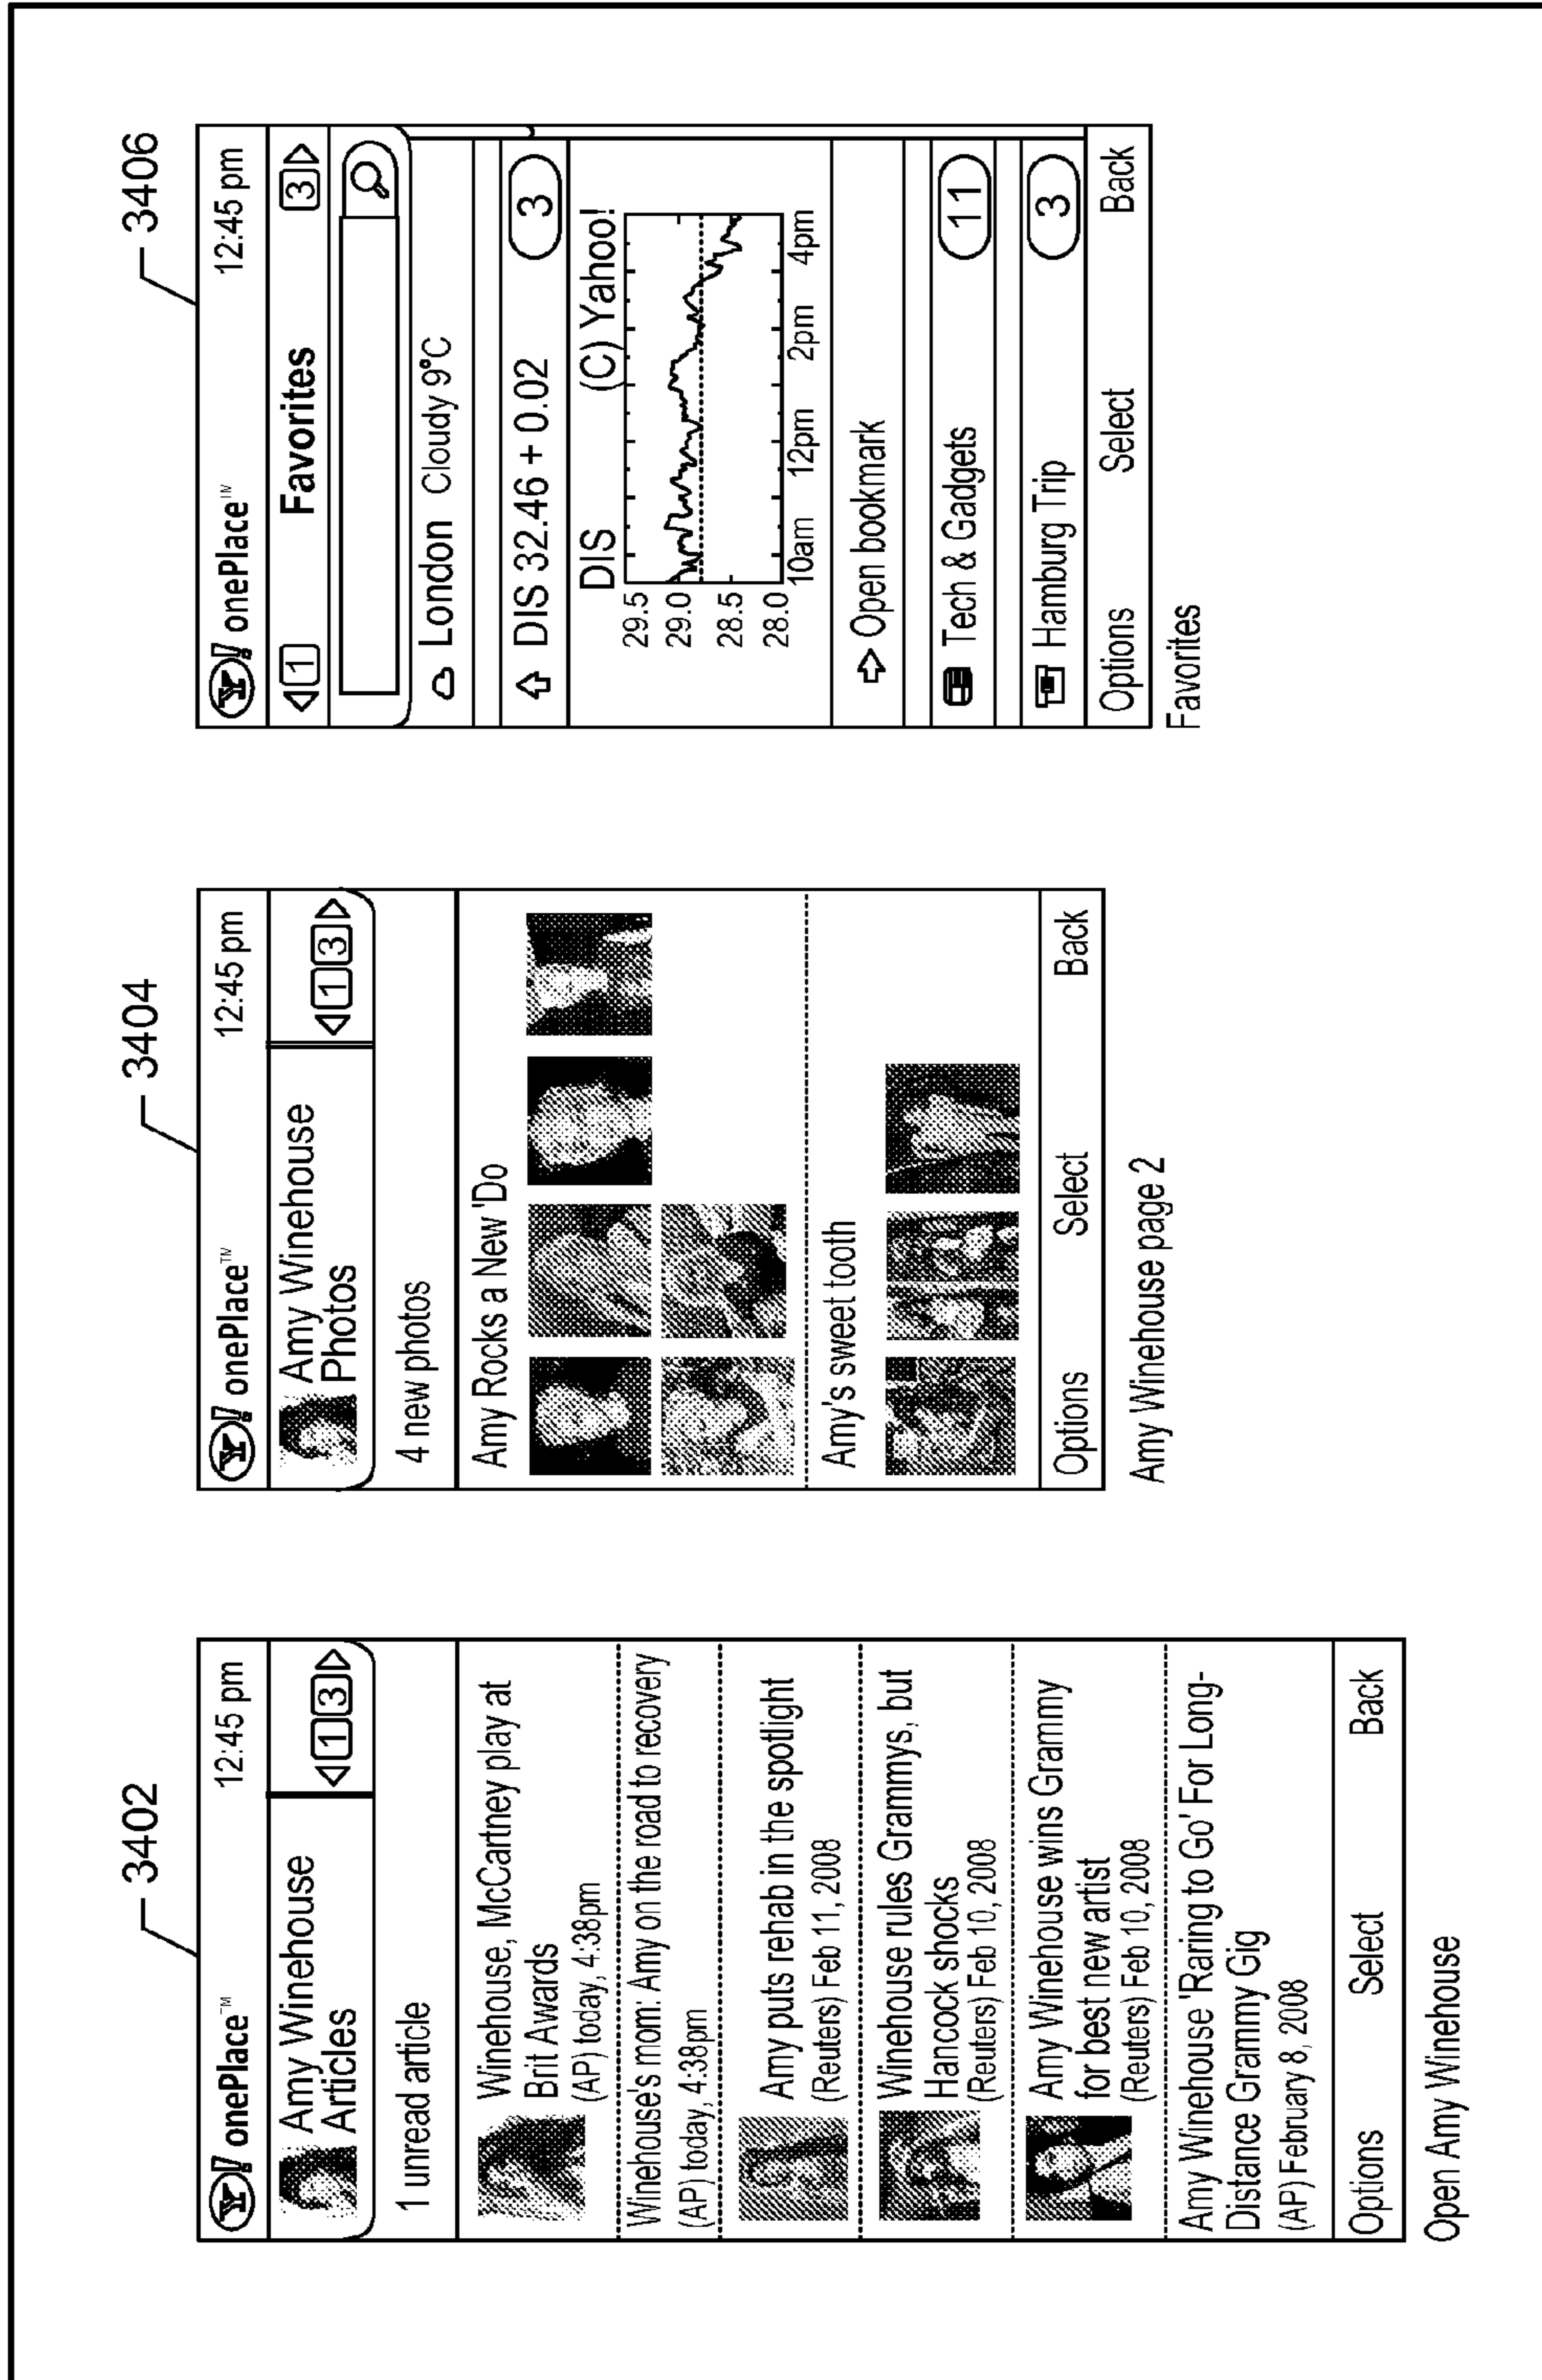 3402
Y! onePlace™ 12:45 pm
Amy Winehouse
Articles
1 3
1 unread article
Winehouse, McCartney play at
Brit Awards
(AP) today, 4:38pm
Winehouse's mom: Amy on the road to recovery
(AP) today, 4:38pm
Amy puts rehab in the spotlight
(Reuters) Feb 11, 2008
Winehouse rules Grammys, but
Hancock shocks
(Reuters) Feb 10, 2008
Amy Winehouse wins Grammy
for best new artist
(Reuters) Feb 10, 2008
Amy Winehouse 'Raring to Go' For Long-
Distance Grammy Gig
(AP) February 8, 2008
Options Select Back
Open Amy Winehouse
3404
Y! onePlace™ 12:45 pm
Amy Winehouse
Photos
1 3
4 new photos
Amy Rocks a New 'Do
Amy's sweet tooth
Options Select Back
Amy Winehouse page 2
3406
Y! onePlace™ 12:45 pm
1 Favorites 3
London Cloudy 9°C
DIS 32.46 + 0.02 3
DIS (C) Yahoo!
29.5
29.0
28.5
28.0
10am 12pm 2pm 4pm
Open bookmark
Tech & Gadgets 11
Hamburg Trip 3
Options Select Back
Favorites